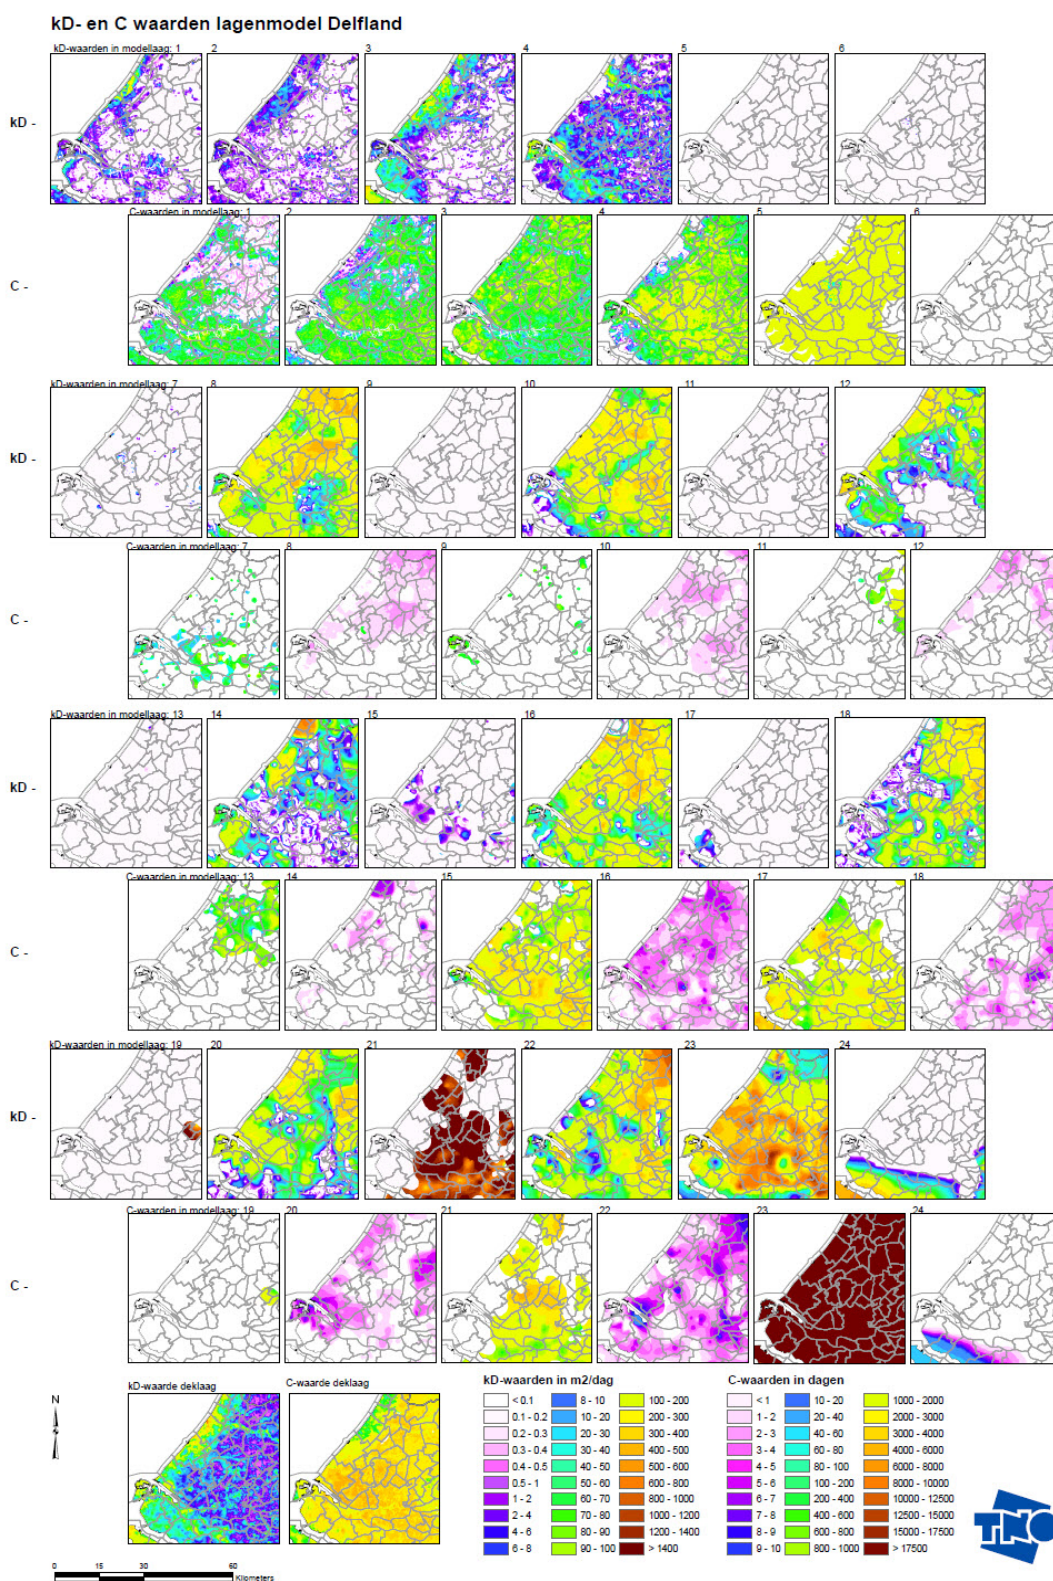 kD- en C waarden lagenmodel Delfland
kD-waarden in modellaag: 1 2 3 4 5 6
kD -
C-waarden in modellaag: 1 2 3 4 5 6
C -
kD-waarden in modellaag: 7 8 9 10 11 12
kD -
C-waarden in modellaag: 7 8 9 10 11 12
C -
kD-waarden in modellaag: 13 14 15 16 17 18
kD -
C-waarden in modellaag: 13 14 15 16 17 18
C -
kD-waarden in modellaag: 19 20 21 22 23 24
kD -
C-waarden in modellaag: 19 20 21 22 23 24
C -
kD-waarde deklaag C-waarde deklaag
N
kD-waarden in m2/dag
< 0.1 8 - 10 100 - 200
0.1 - 0.2 10 - 20 200 - 300
0.2 - 0.3 20 - 30 300 - 400
0.3 - 0.4 30 - 40 400 - 500
0.4 - 0.5 40 - 50 500 - 600
0.5 - 1 50 - 60 600 - 800
1 - 2 60 - 70 800 - 1000
2 - 4 70 - 80 1000 - 1200
4 - 6 80 - 90 1200 - 1400
6 - 8 90 - 100 > 1400
C-waarden in dagen
< 1 10 - 20 1000 - 2000
1 - 2 20 - 40 2000 - 3000
2 - 3 40 - 60 3000 - 4000
3 - 4 60 - 80 4000 - 6000
4 - 5 80 - 100 6000 - 8000
5 - 6 100 - 200 8000 - 10000
6 - 7 200 - 400 10000 - 12500
7 - 8 400 - 600 12500 - 15000
8 - 9 600 - 800 15000 - 17500
9 - 10 800 - 1000 > 17500
TNO
0 15 30 60
Kilometers